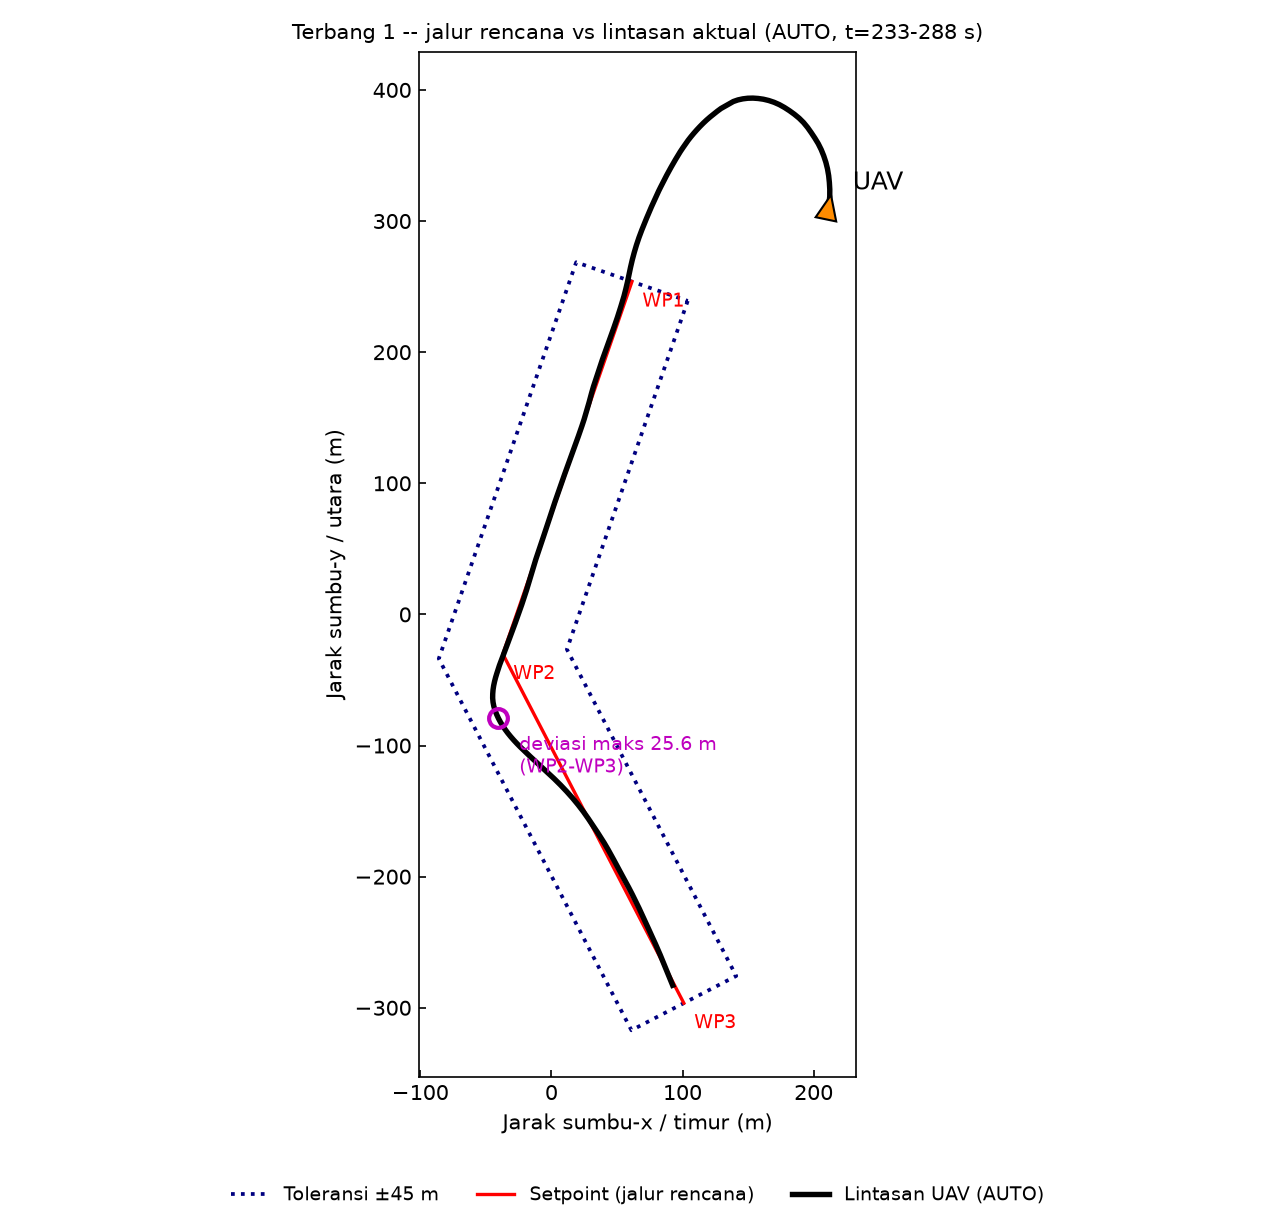 Terbang 1 -- jalur rencana vs lintasan aktual (AUTO, t=233-288 s)
400
300
200
100
0
−100
−200
−300
Jarak sumbu-y / utara (m)
UAV
WP1
WP2
deviasi maks 25.6 m
(WP2-WP3)
WP3
−100
0
100
200
Jarak sumbu-x / timur (m)
Toleransi ±45 m
Setpoint (jalur rencana)
Lintasan UAV (AUTO)